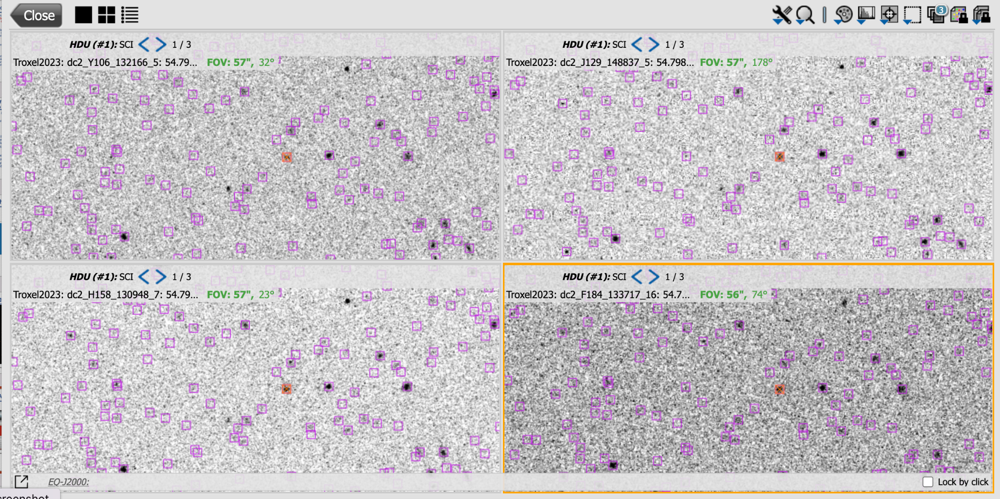 Close
3
HDU (#1): SCI 1 / 3
Troxel2023: dc2_Y106_132166_5: 54.79... FOV: 57", 32°
HDU (#1): SCI 1 / 3
Troxel2023: dc2_J129_148837_5: 54.798... FOV: 57", 178°
HDU (#1): SCI 1 / 3
Troxel2023: dc2_H158_130948_7: 54.79... FOV: 57", 23°
HDU (#1): SCI 1 / 3
Troxel2023: dc2_F184_133717_16: 54.7... FOV: 56", 74°
EQ-J2000:
Lock by click